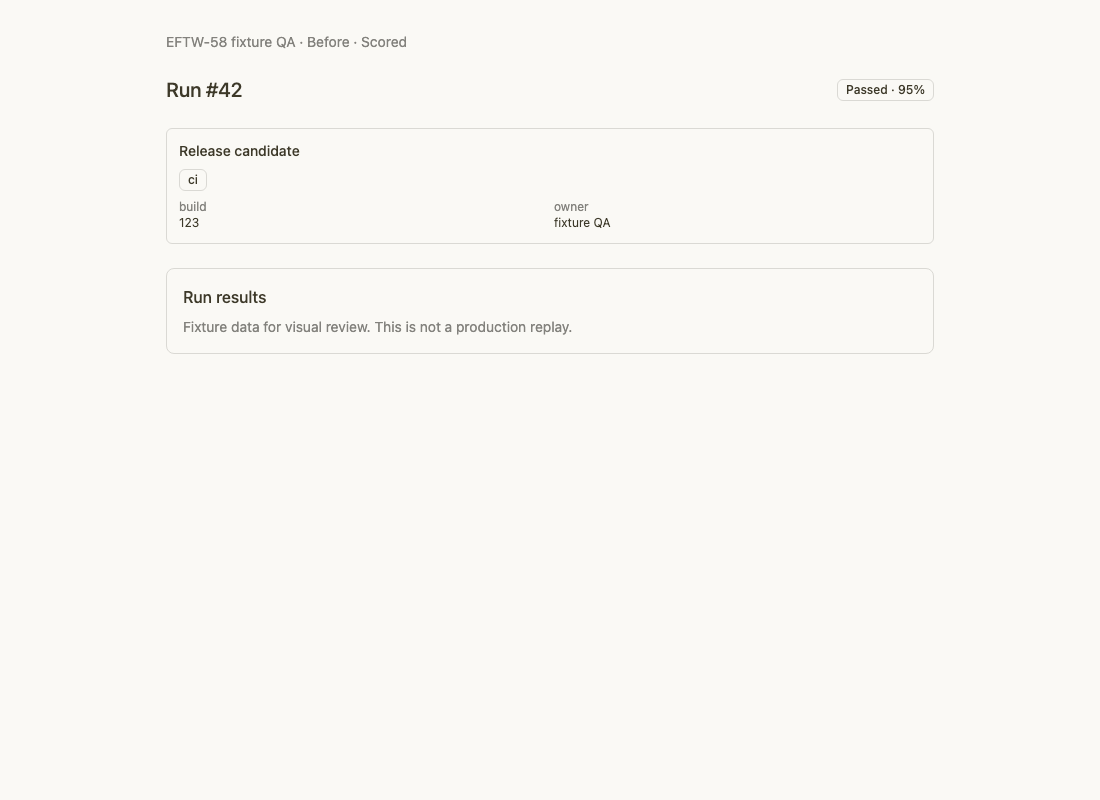 EFTW-58 fixture QA · Before · Scored
Run #42
Passed · 95%
Release candidate
ci
build
123
owner
fixture QA
Run results
Fixture data for visual review. This is not a production replay.